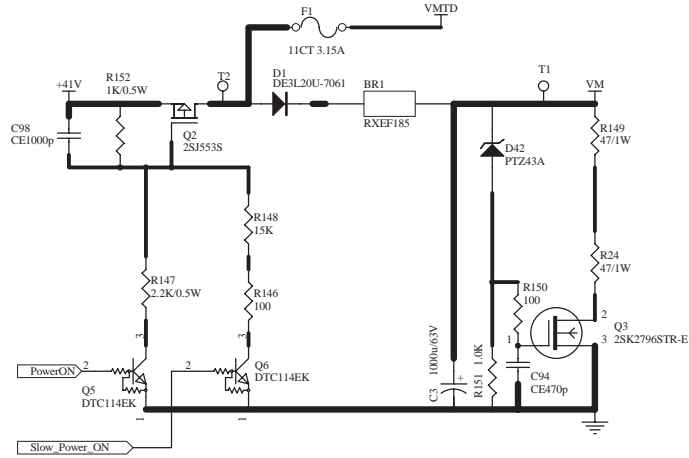 F1
VMTD
11CT 3.15A
R152
1K/0.5W
+41V
T2
D1
DE3L20U-7061
BR1
RXEF185
T1
VM
C98
CE1000p
Q2
2SJ553S
D42
PTZ43A
R149
47/1W
R148
15K
R24
47/1W
R147
2.2K/0.5W
R146
100
R150
100
Q3
2SK2796STR-E
2
1
3
3
3
PowerON
2
Q5
DTC114EK
2
Q6
DTC114EK
C3
1000u/63V
+
R151 1.0K
C94
CE470p
1
1
Slow_Power_ON